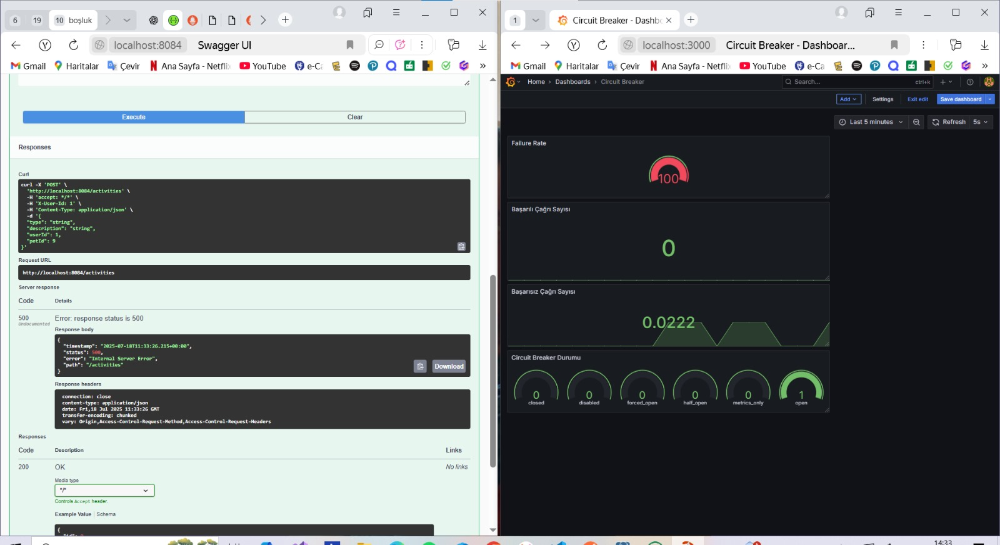 6
19
10 boşluk
localhost:8084 Swagger UI
Gmail Haritalar Çevir Ana Sayfa - Netfli YouTube e-Ca
Execute Clear
Responses
Curl
curl -X 'POST' \
'http://localhost:8084/activities' \
-H 'accept: */*' \
-H 'X-User-Id: 1' \
-H 'Content-Type: application/json' \
-d '{
"type": "string",
"description": "string",
"userId": 1,
"petId": 9
}'
Request URL
http://localhost:8084/activities
Server response
Code Details
500 Error: response status is 500
Undocumented
Response body
{
"timestamp": "2025-07-18T11:33:26.215+00:00",
"status": 500,
"error": "Internal Server Error",
"path": "/activities"
}
Download
Response headers
connection: close
content-type: application/json
date: Fri,18 Jul 2025 11:33:26 GMT
transfer-encoding: chunked
vary: Origin,Access-Control-Request-Method,Access-Control-Request-Headers
Responses
Code Description Links
200 OK No links
Media type
*/*
Controls Accept header.
Example Value | Schema
{
1
Circuit Breaker - Dashbo
localhost:3000 Circuit Breaker - Dashboar...
Gmail Haritalar Çevir Ana Sayfa - Netfli YouTube e-Ca
Home › Dashboards › Circuit Breaker
Search... ctrl+k
Add Settings Exit edit Save dashboard
Last 5 minutes Refresh 5s
Failure Rate
100
Başarılı Çağrı Sayısı
0
Başarısız Çağrı Sayısı
0.0222
Circuit Breaker Durumu
0 0 0 0 0 1
closed disabled forced_open half_open metrics_only open
14:33